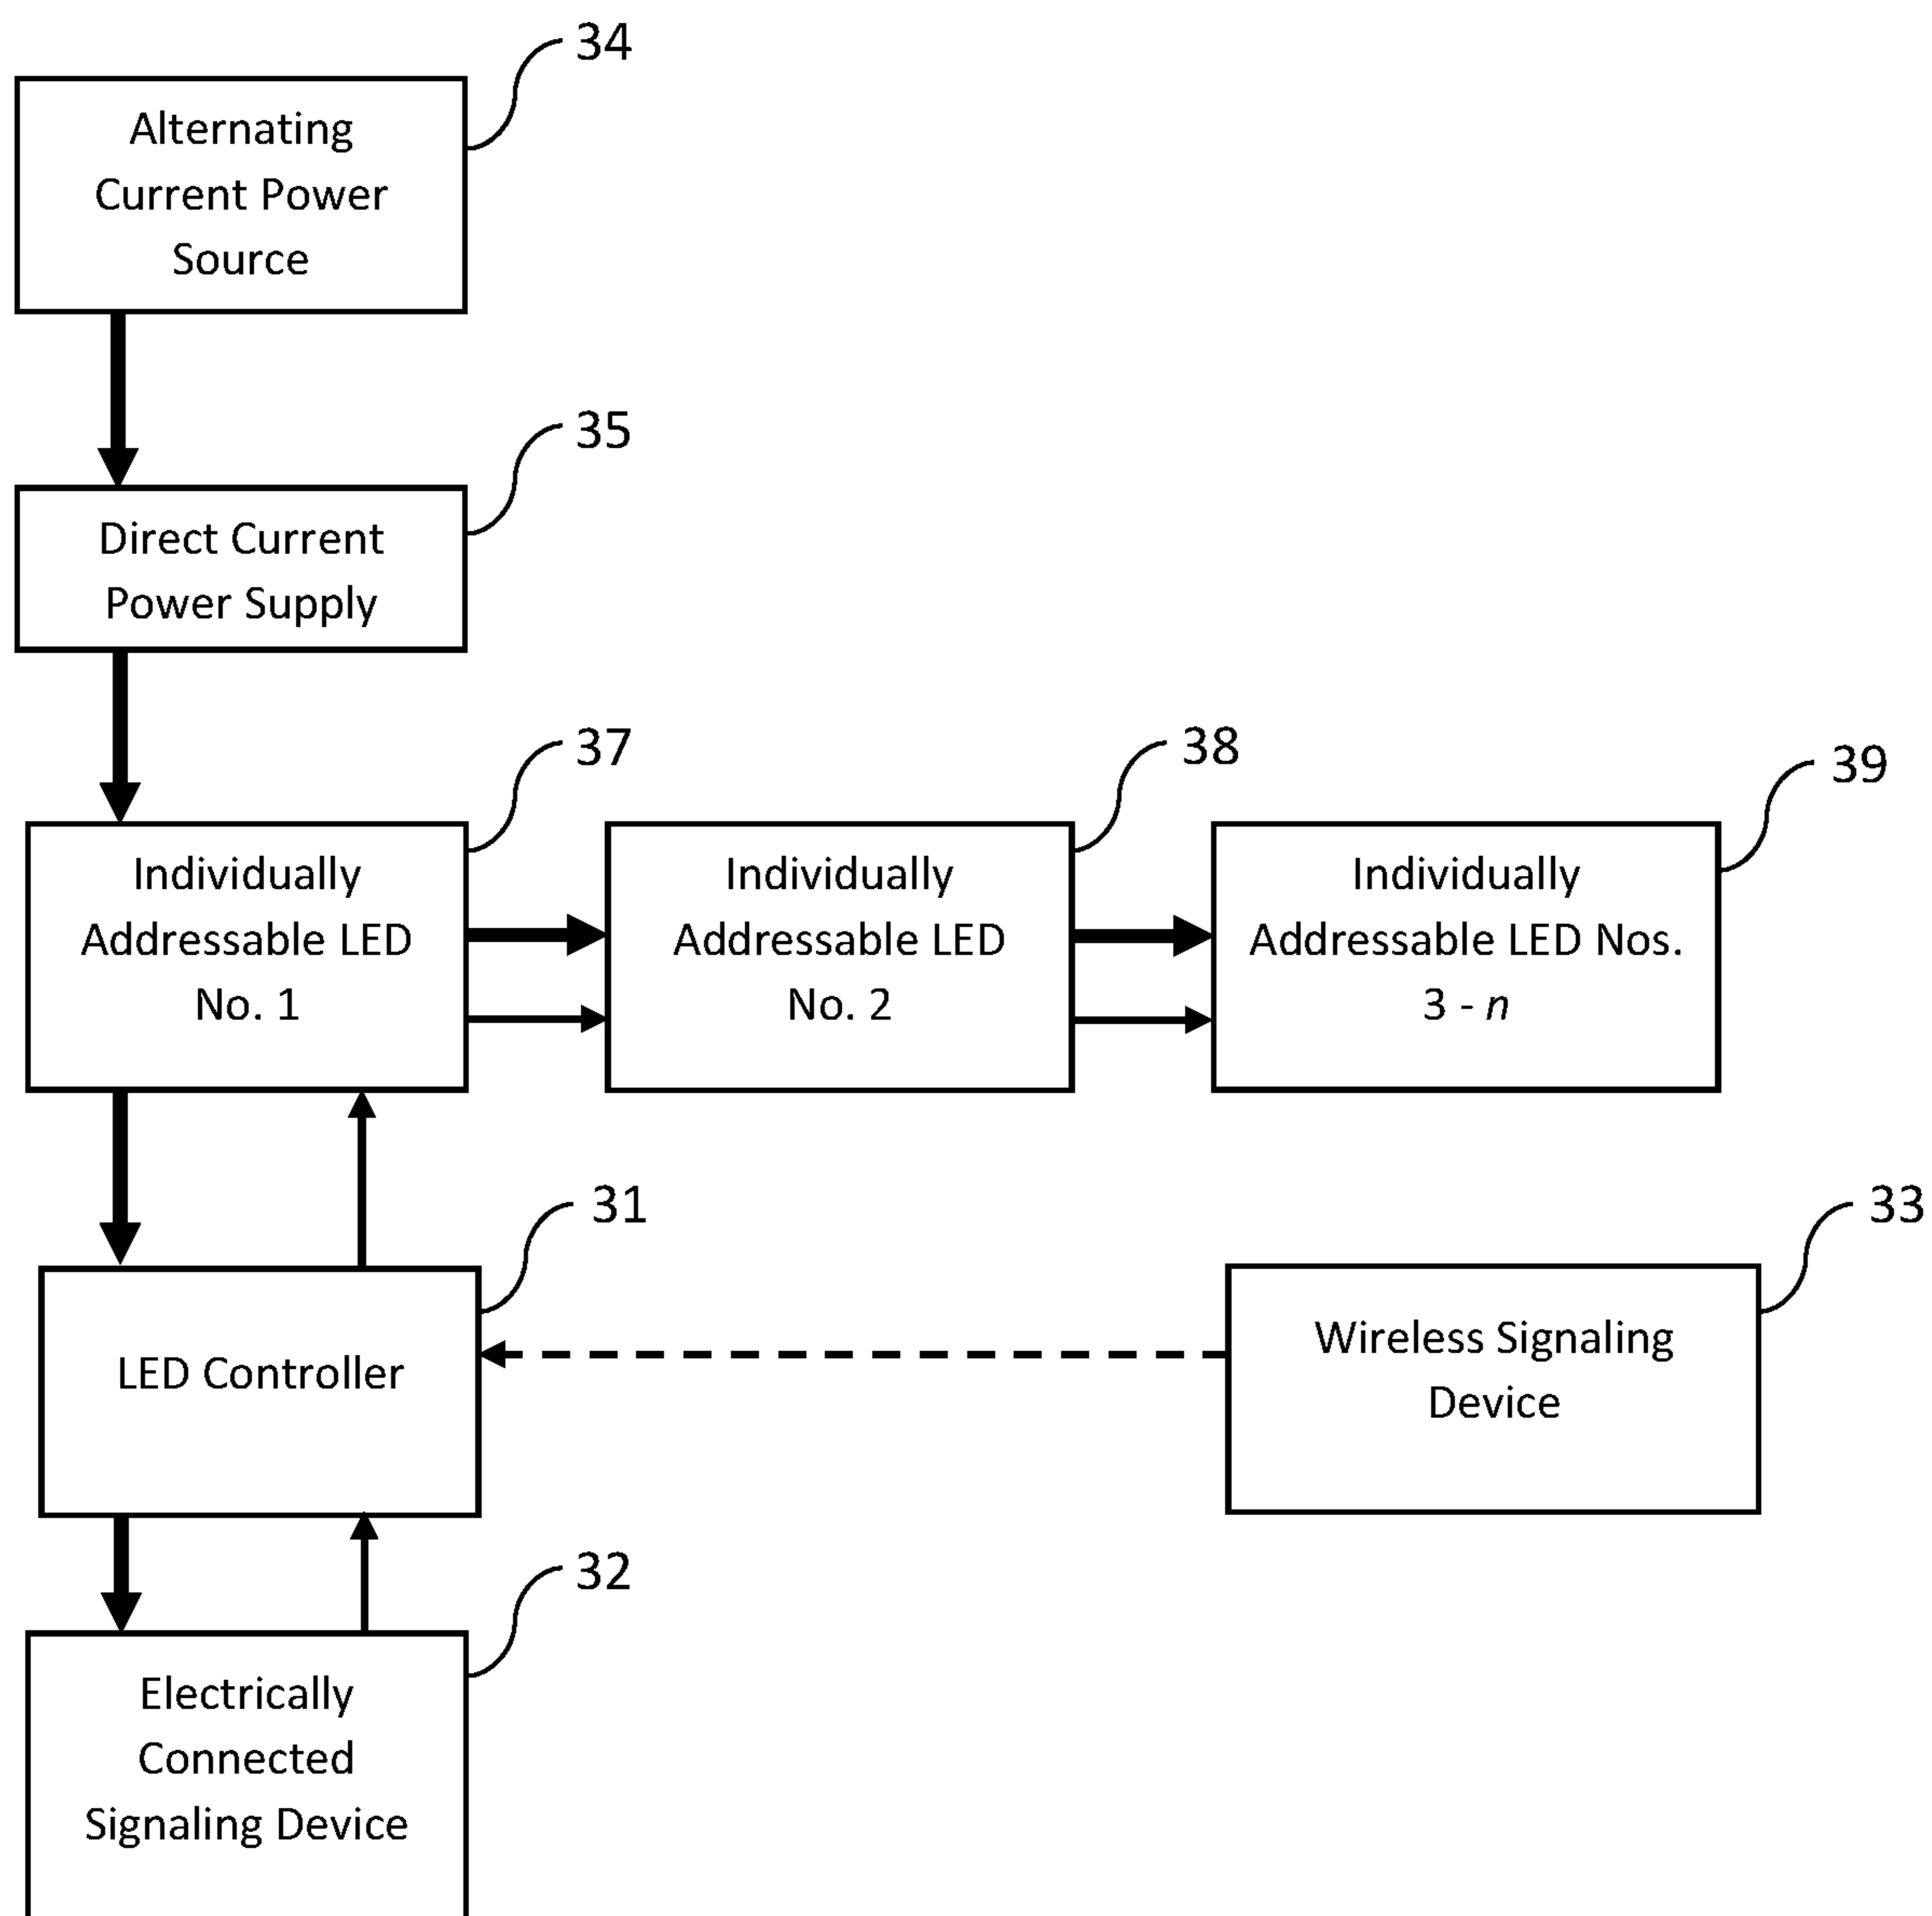 34
Alternating
Current Power
Source
35
Direct Current
Power Supply
37
Individually
Addressable LED
No. 1
38
Individually
Addressable LED
No. 2
39
Individually
Addressable LED Nos.
3 - n
31
LED Controller
33
Wireless Signaling
Device
32
Electrically
Connected
Signaling Device